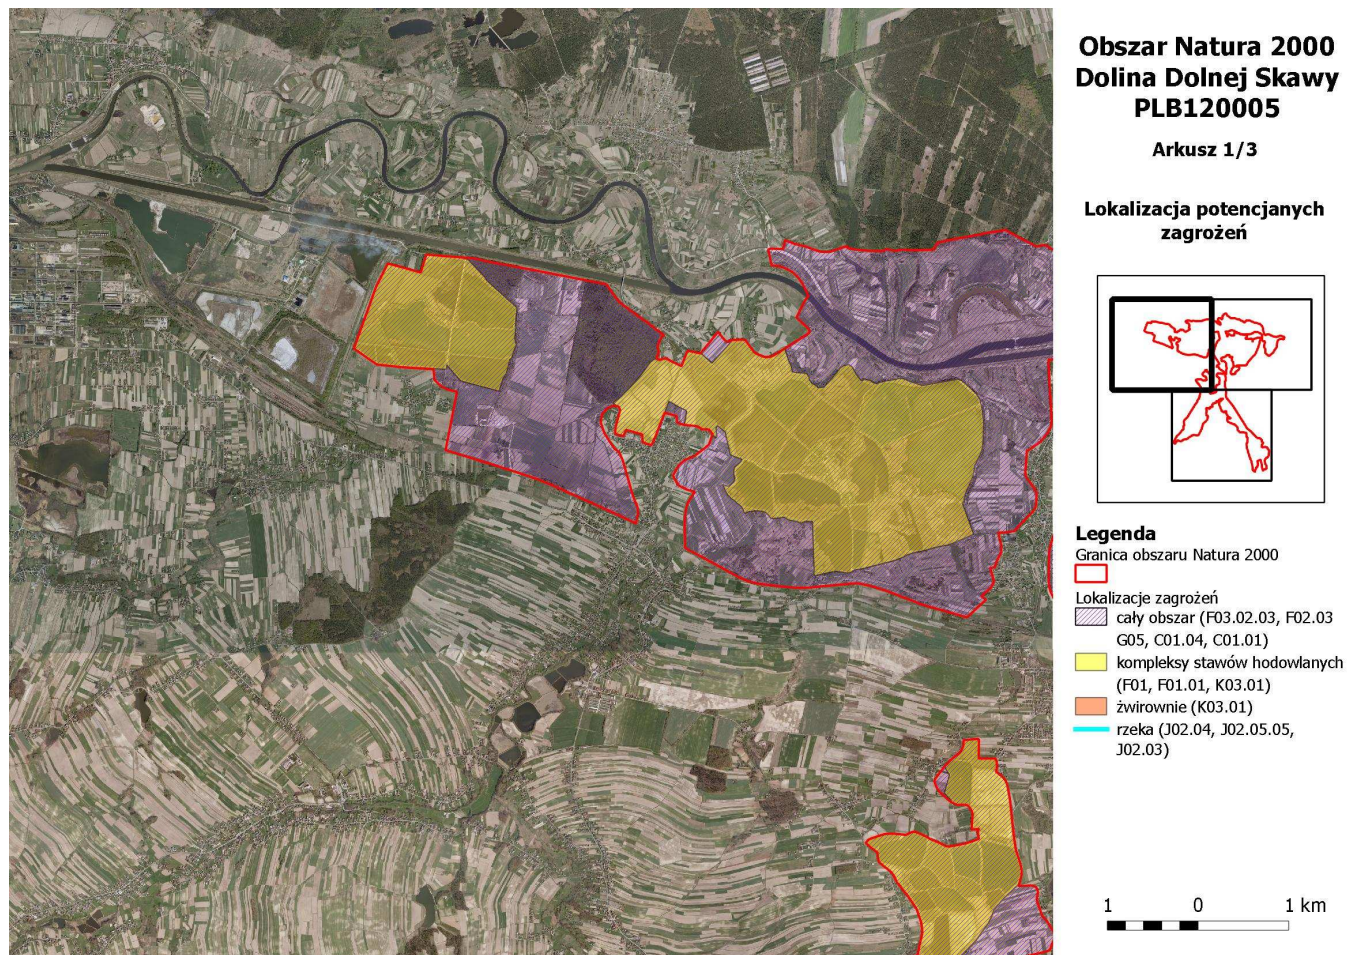 Obszar Natura 2000
Dolina Dolnej Skawy
PLB120005
Arkusz 1/3
Lokalizacja potencjanych
zagrożeń
Legenda
Granica obszaru Natura 2000
Lokalizacje zagrożeń
cały obszar (F03.02.03, F02.03
G05, C01.04, C01.01)
kompleksy stawów hodowlanych
(F01, F01.01, K03.01)
żwirownie (K03.01)
rzeka (J02.04, J02.05.05,
J02.03)
1 0 1 km